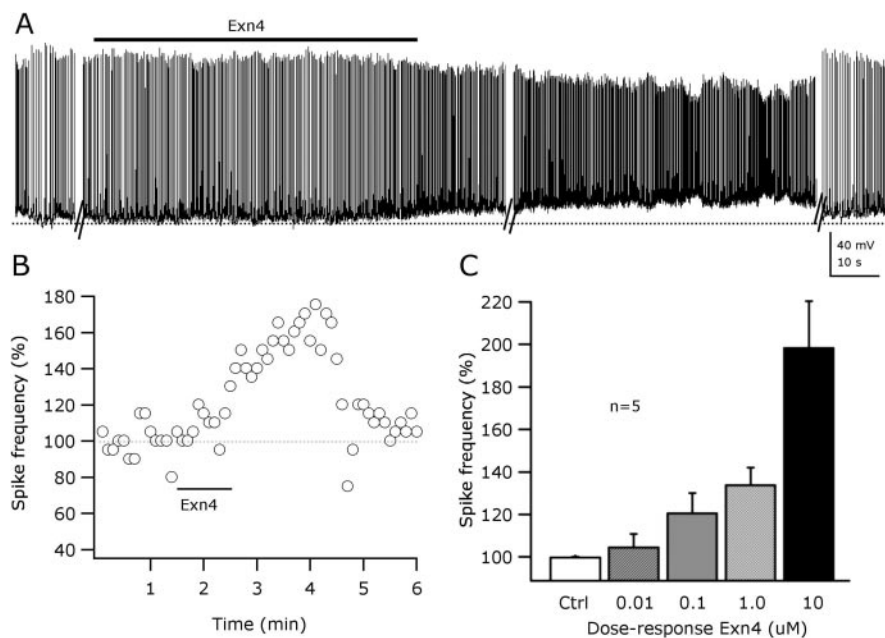 A
Exn4
40 mV
10 s
B
Spike frequency (%)
180
160
140
120
100
80
60
40
Exn4
1 2 3 4 5 6
Time (min)
C
Spike frequency (%)
220
200
180
160
140
120
100
n=5
Ctrl 0.01 0.1 1.0 10
Dose-response Exn4 (uM)